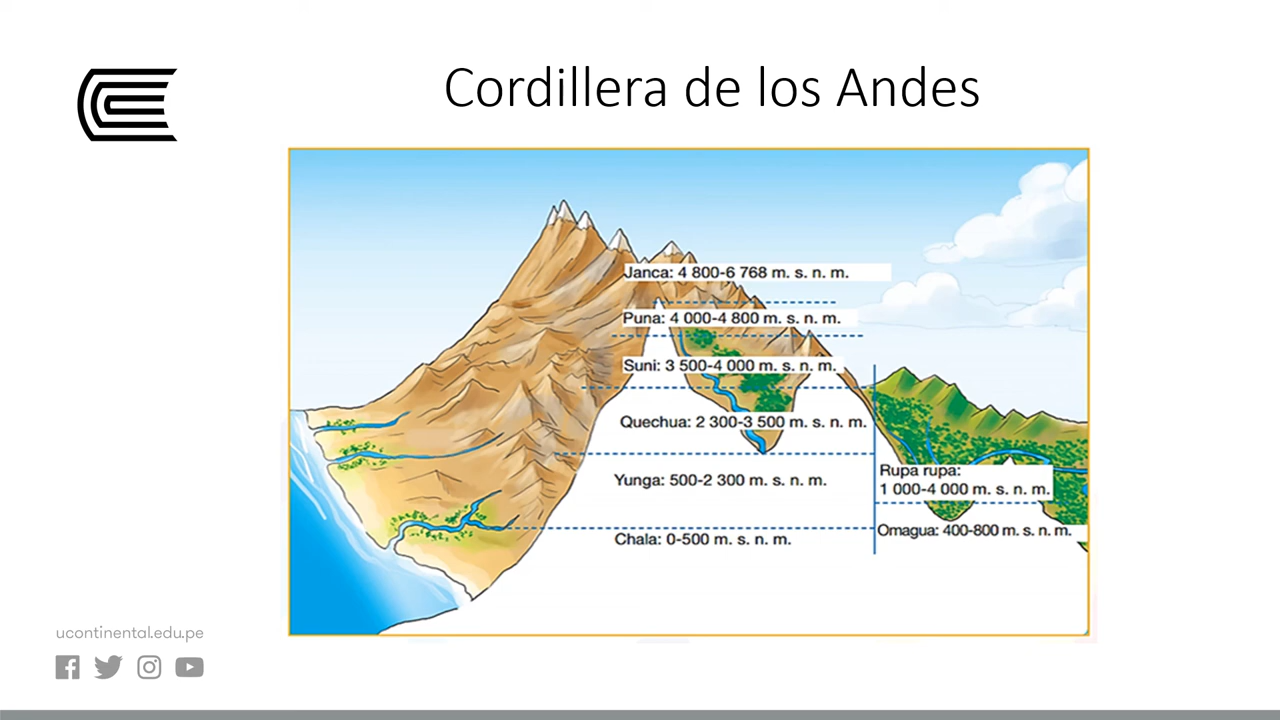 Cordillera de los Andes
Janca: 4 800-6 768 m. s. n. m.
Puna: 4 000-4 800 m. s. n. m.
Suni: 3 500-4 000 m. s. n. m.
Quechua: 2 300-3 500 m. s. n. m.
Yunga: 500-2 300 m. s. n. m.
Chala: 0-500 m. s. n. m.
Rupa rupa:
1 000-4 000 m. s. n. m.
Omagua: 400-800 m. s. n. m.
ucontinental.edu.pe